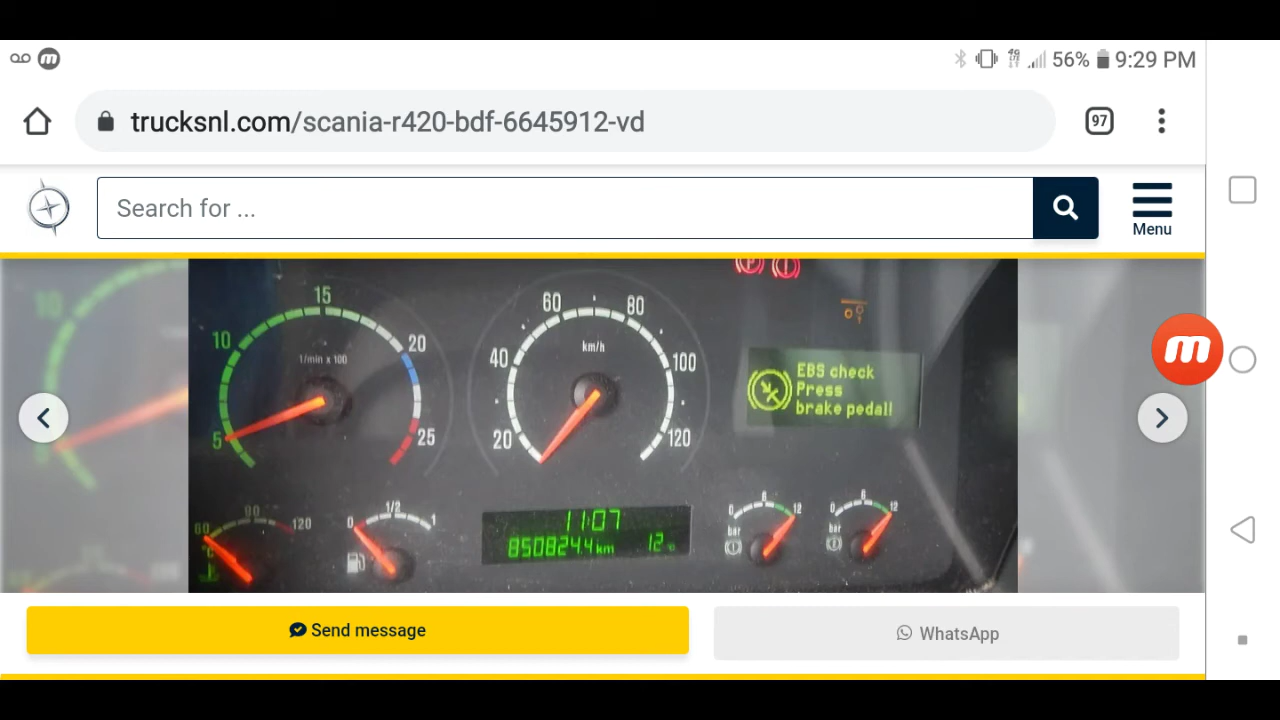 56% 9:29 PM
trucksnl.com/scania-r420-bdf-6645912-vd
97
Search for ...
Menu
5 10 15 20 25
1/min x 100
20 40 60 80 100 120
km/h
EBS check
Press
brake pedal!
60 90 120
0 1/2 1
11:07
850824.4 km 12 °C
0 6 12
bar
0 6 12
bar
Send message
WhatsApp